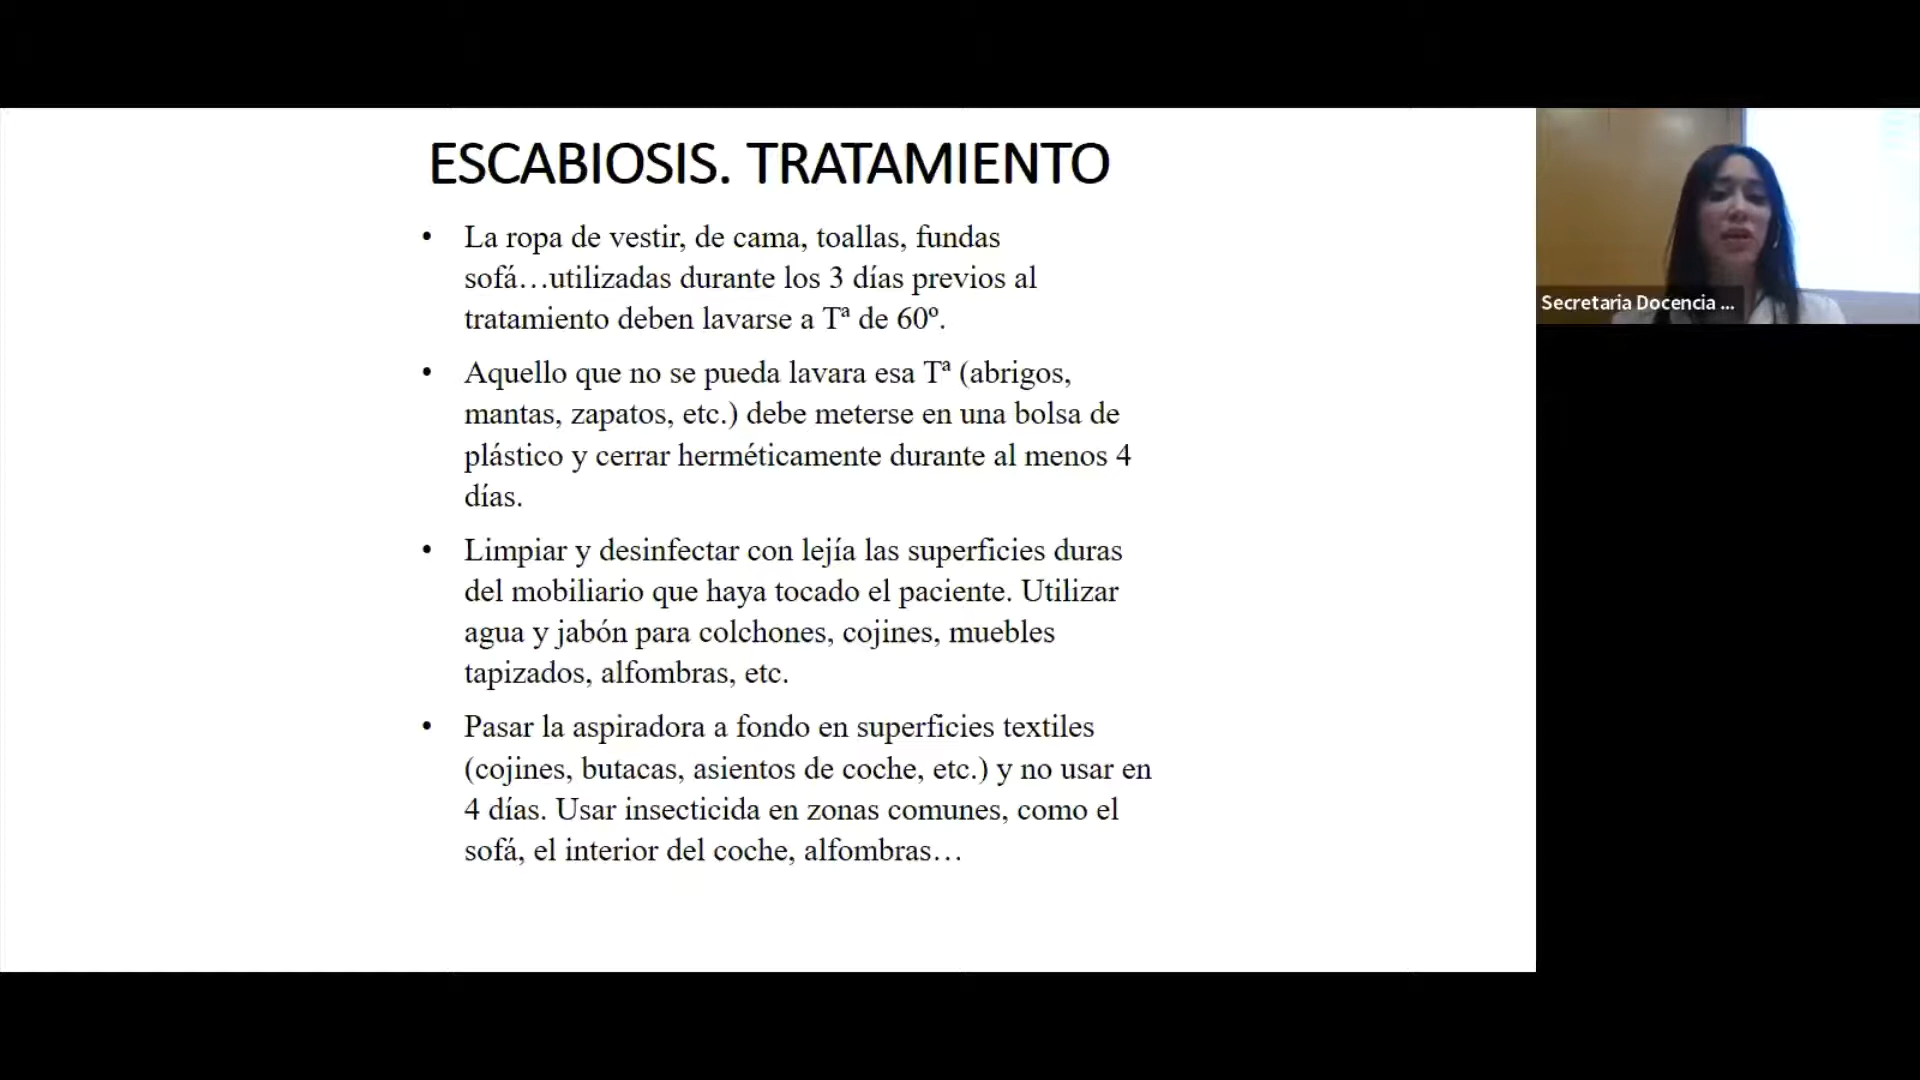 ESCABIOSIS. TRATAMIENTO
• La ropa de vestir, de cama, toallas, fundas
sofá…utilizadas durante los 3 días previos al
tratamiento deben lavarse a Tª de 60º.
• Aquello que no se pueda lavara esa Tª (abrigos,
mantas, zapatos, etc.) debe meterse en una bolsa de
plástico y cerrar herméticamente durante al menos 4
días.
• Limpiar y desinfectar con lejía las superficies duras
del mobiliario que haya tocado el paciente. Utilizar
agua y jabón para colchones, cojines, muebles
tapizados, alfombras, etc.
• Pasar la aspiradora a fondo en superficies textiles
(cojines, butacas, asientos de coche, etc.) y no usar en
4 días. Usar insecticida en zonas comunes, como el
sofá, el interior del coche, alfombras…
Secretaria Docencia ...